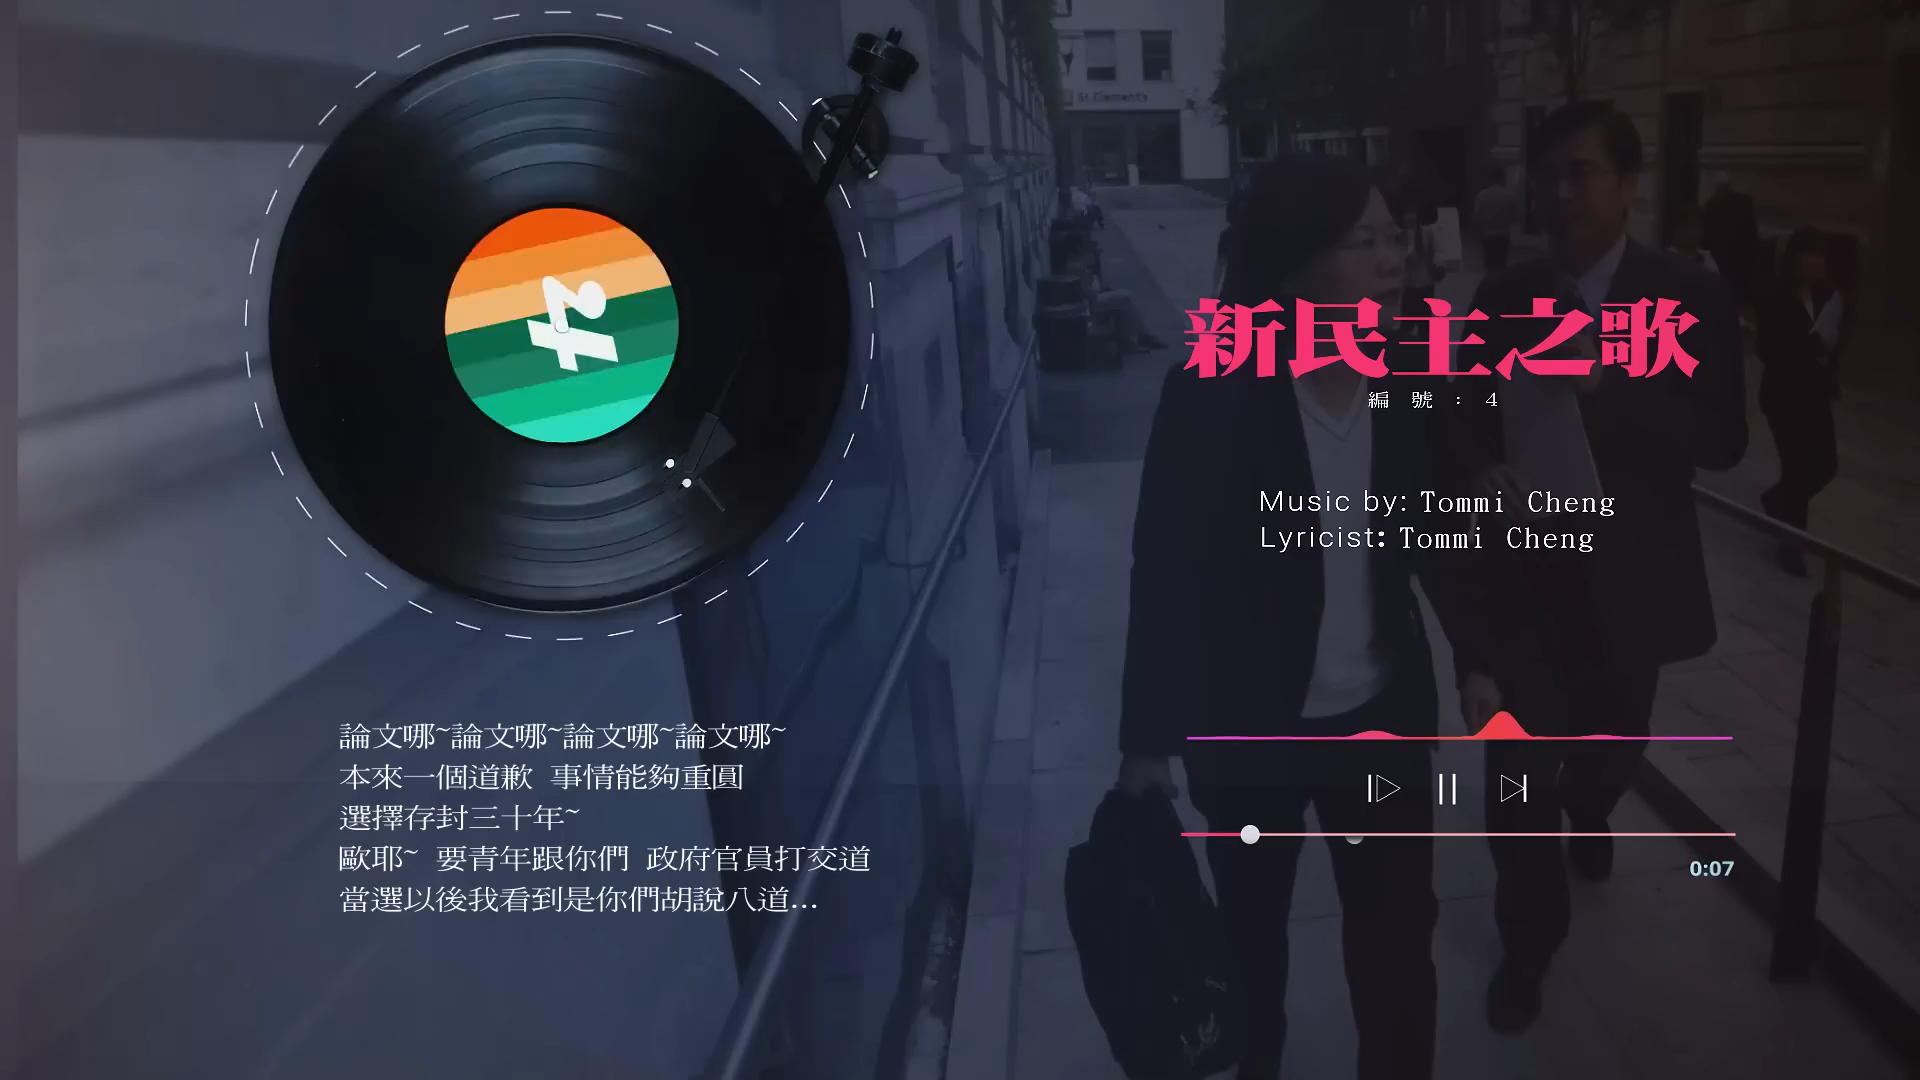 St Clement's
新民主之歌
編號：4
Music by: Tommi Cheng
Lyricist: Tommi Cheng
論文哪~論文哪~論文哪~論文哪~
本來一個道歉 事情能夠重圓
選擇存封三十年~
歐耶~ 要青年跟你們 政府官員打交道
當選以後我看到是你們胡說八道...
0:07